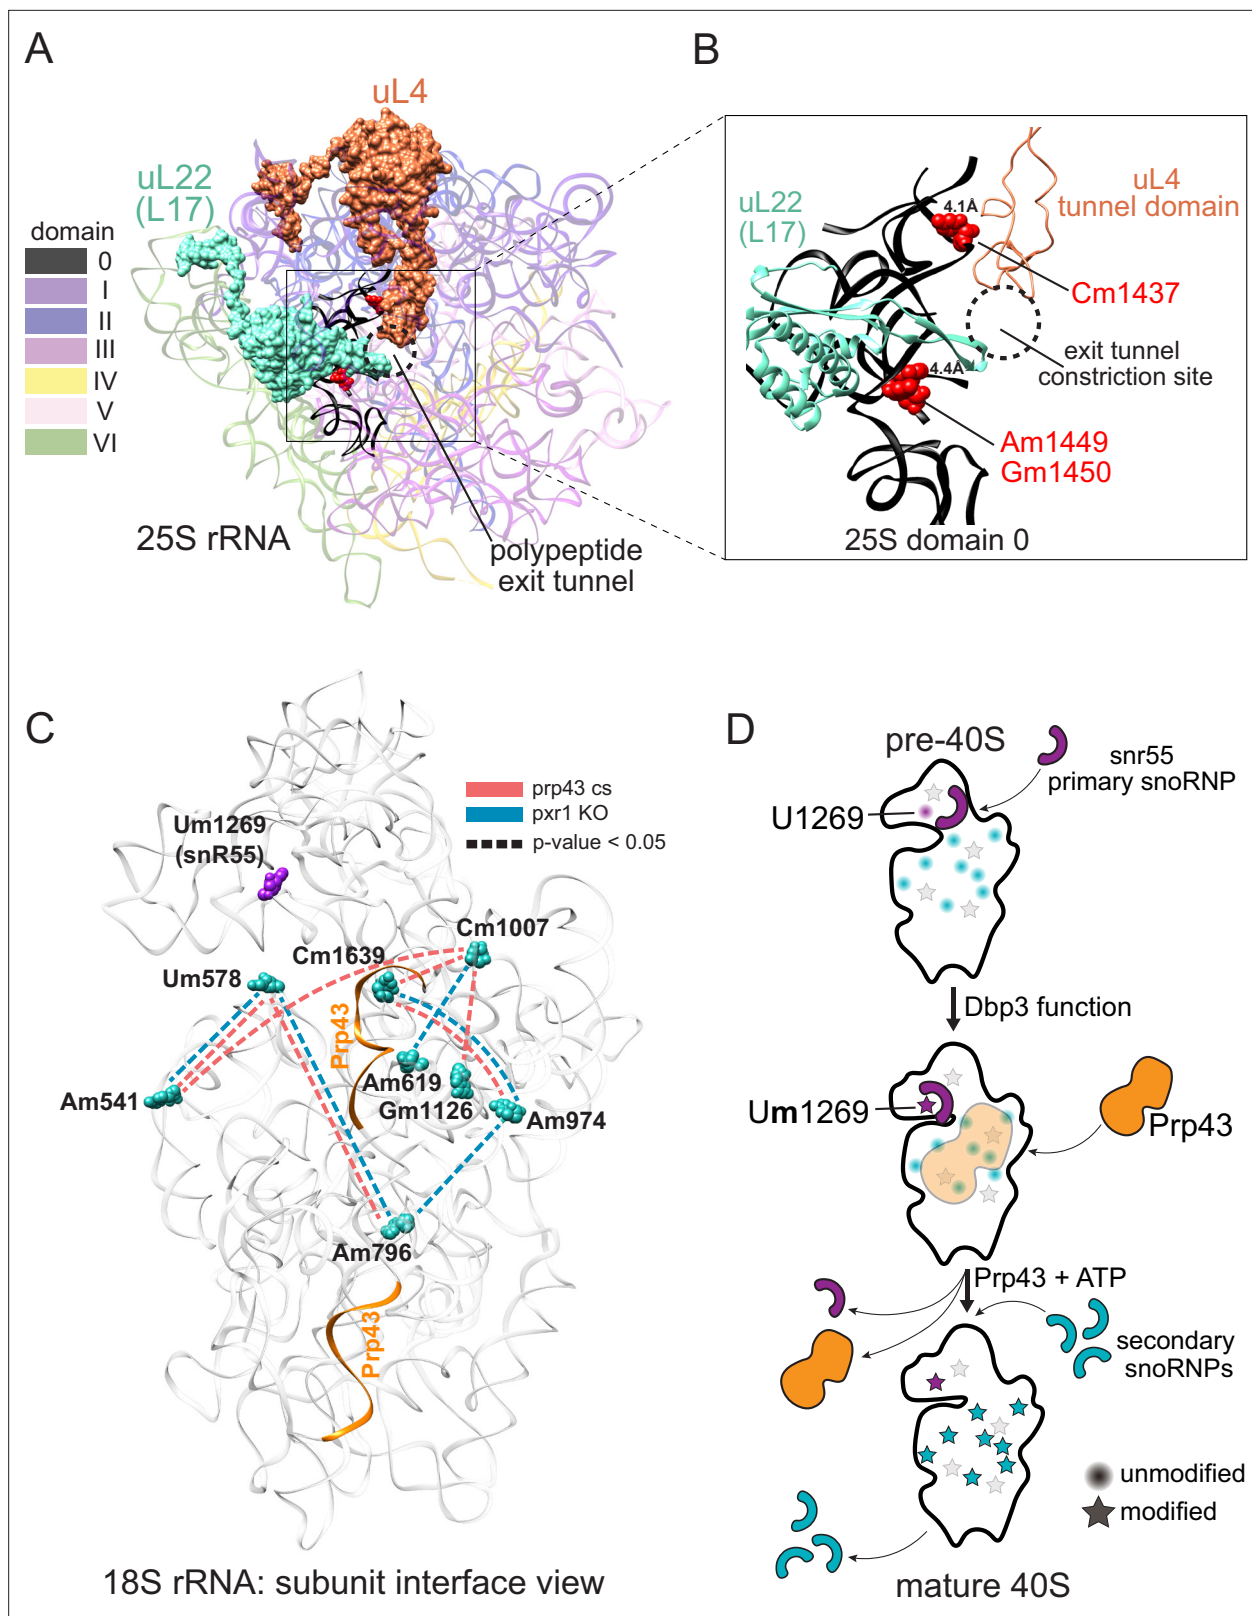 A
uL4
uL22
(L17)
domain
0
I
II
III
IV
V
VI
25S rRNA
polypeptide
exit tunnel
B
uL22
(L17)
4.1Å
uL4
tunnel domain
Cm1437
exit tunnel
constriction site
4.4Å
Am1449
Gm1450
25S domain 0
C
prp43 cs
pxr1 KO
p-value < 0.05
Um1269
(snR55)
Cm1007
Cm1639
Um578
Prp43
Am619
Gm1126
Am541
Am974
Am796
Prp43
18S rRNA: subunit interface view
D
pre-40S
snr55
primary snoRNP
U1269
Dbp3 function
Um1269
Prp43
Prp43 + ATP
secondary
snoRNPs
unmodified
modified
mature 40S